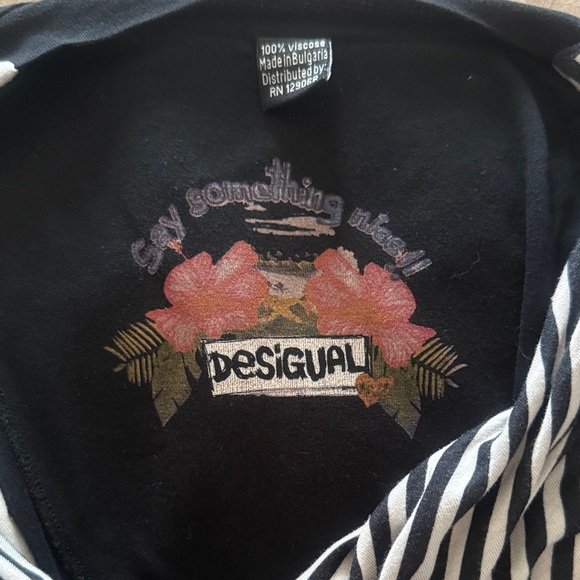 100% viscose
Made In Bulgaria
Distributed by:
RN 129068
Say something nice!!
Desigual